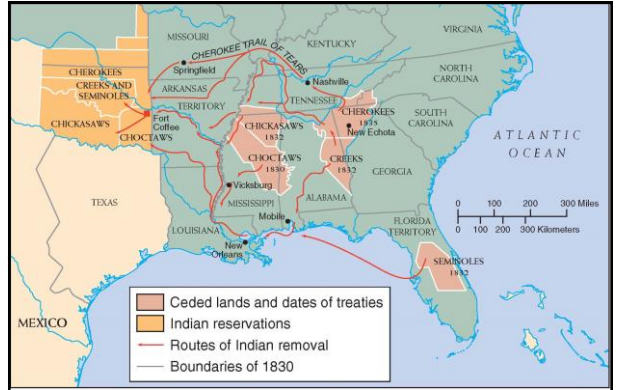 MISSOURI
Springfield
CHEROKEE TRAIL OF TEARS
KENTUCKY
VIRGINIA
Nashville
NORTH
CAROLINA
CHEROKEES
CREEKS AND
SEMINOLES
CHICKASAWS
CHOCTAWS
ARKANSAS
TERRITORY
Fort
Coffee
TENNESSEE
CHEROKEES
1835
New Echota
SOUTH
CAROLINA
CHICKASAWS
1832
CHOCTAWS
1830
CREEKS
1832
GEORGIA
ATLANTIC
OCEAN
TEXAS
Vicksburg
MISSISSIPPI
ALABAMA
Mobile
LOUISIANA
New
Orleans
FLORIDA
TERRITORY
SEMINOLES
1832
0 100 200 300 Miles
0 100 200 300 Kilometers
MEXICO
Ceded lands and dates of treaties
Indian reservations
Routes of Indian removal
Boundaries of 1830